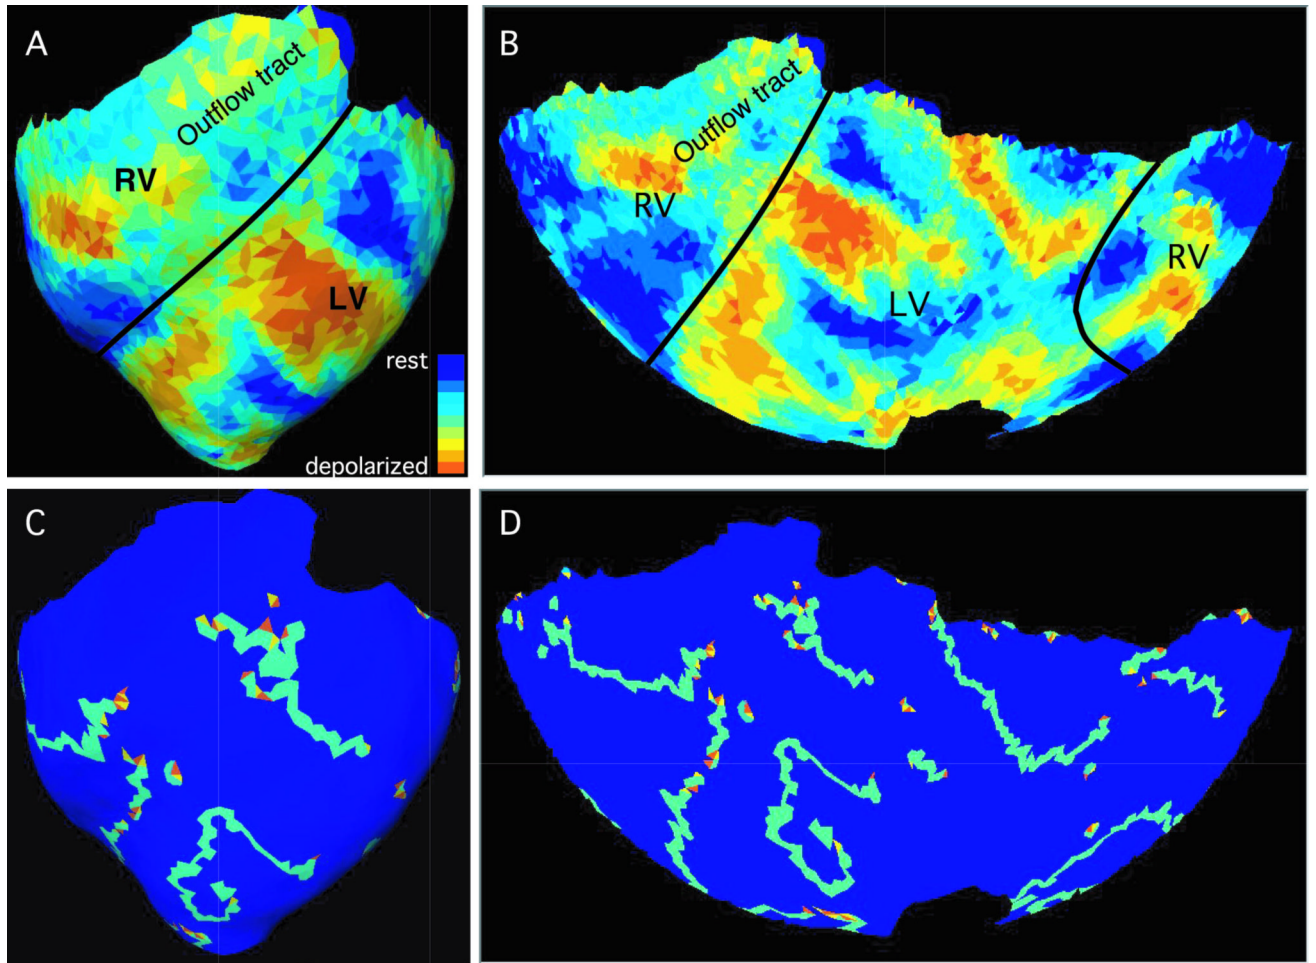 A
Outflow tract
RV
LV
rest
depolarized
B
Outflow tract
RV
LV
RV
C
D